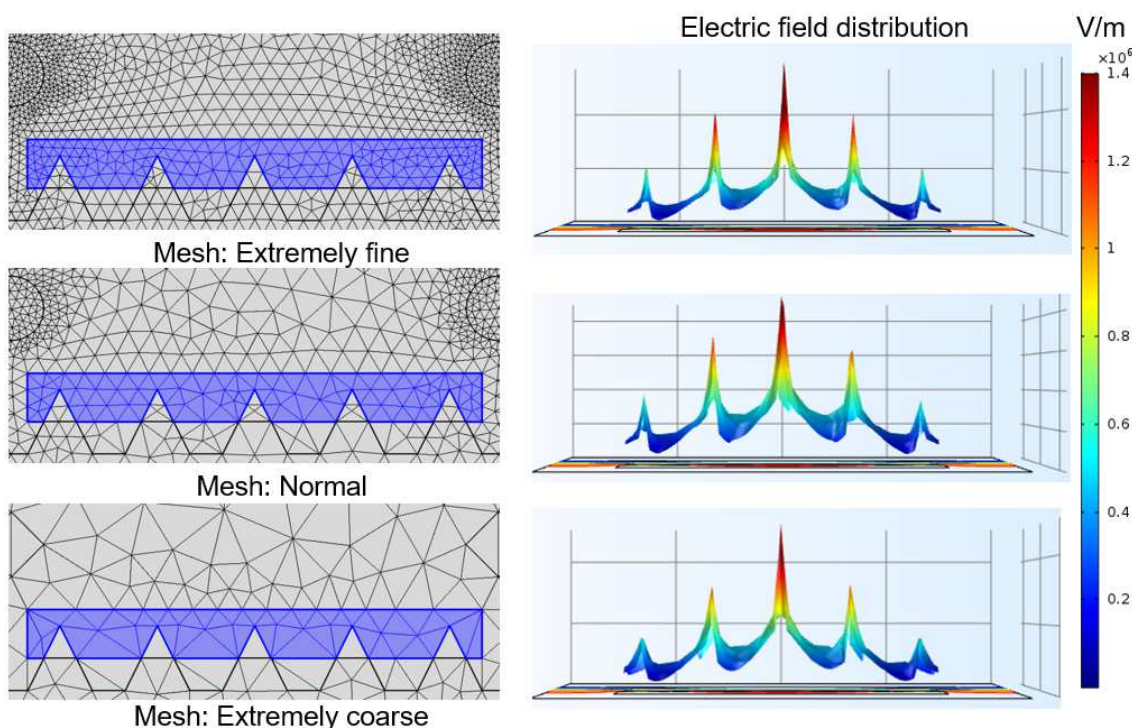 Electric field distribution
V/m
×10⁶
1.4
1.2
1
0.8
0.6
0.4
0.2
Mesh: Extremely fine
Mesh: Normal
Mesh: Extremely coarse